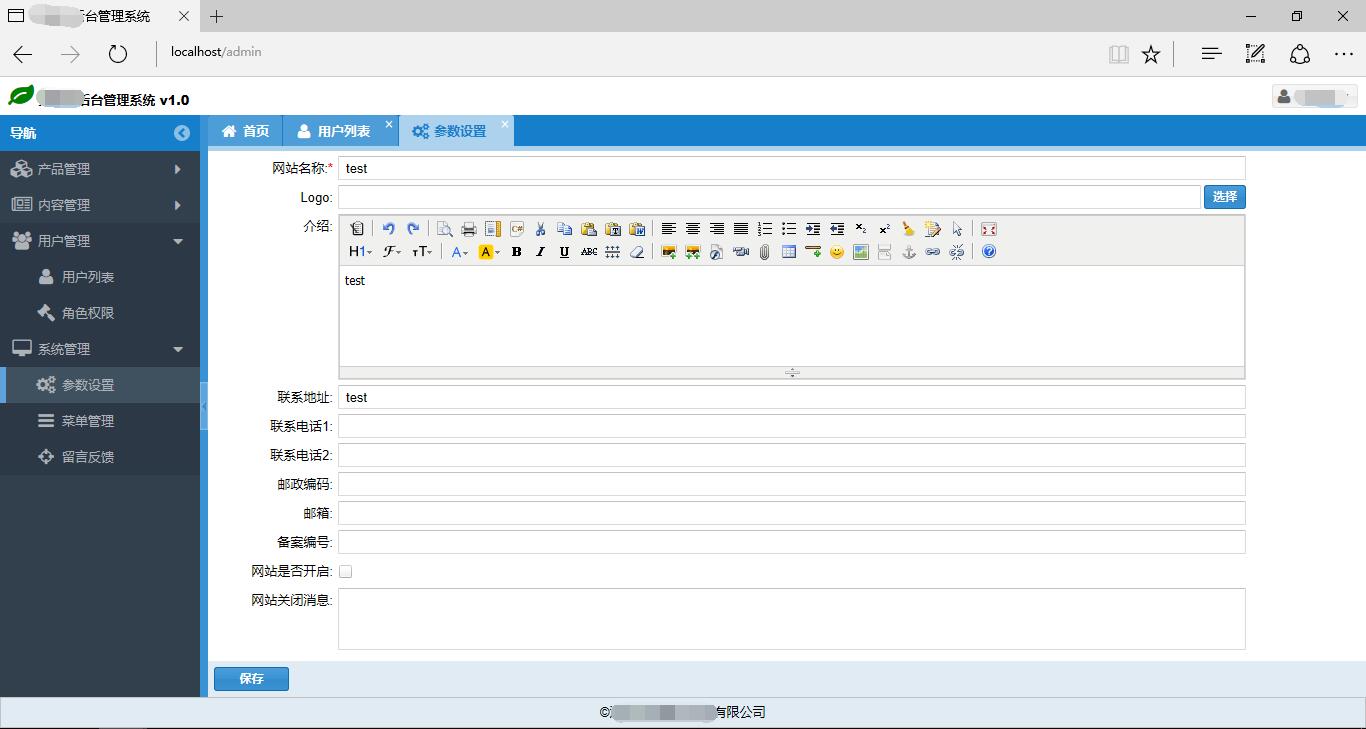 台管理系统
localhost/admin
后台管理系统 v1.0
导航
首页
用户列表
参数设置
产品管理
内容管理
用户管理
用户列表
角色权限
系统管理
参数设置
菜单管理
留言反馈
网站名称:* test
Logo: 选择
介绍:
H1 F TT A A B I U ABC
test
联系地址: test
联系电话1:
联系电话2:
邮政编码:
邮箱:
备案编号:
网站是否开启:
网站关闭消息:
保存
© 有限公司